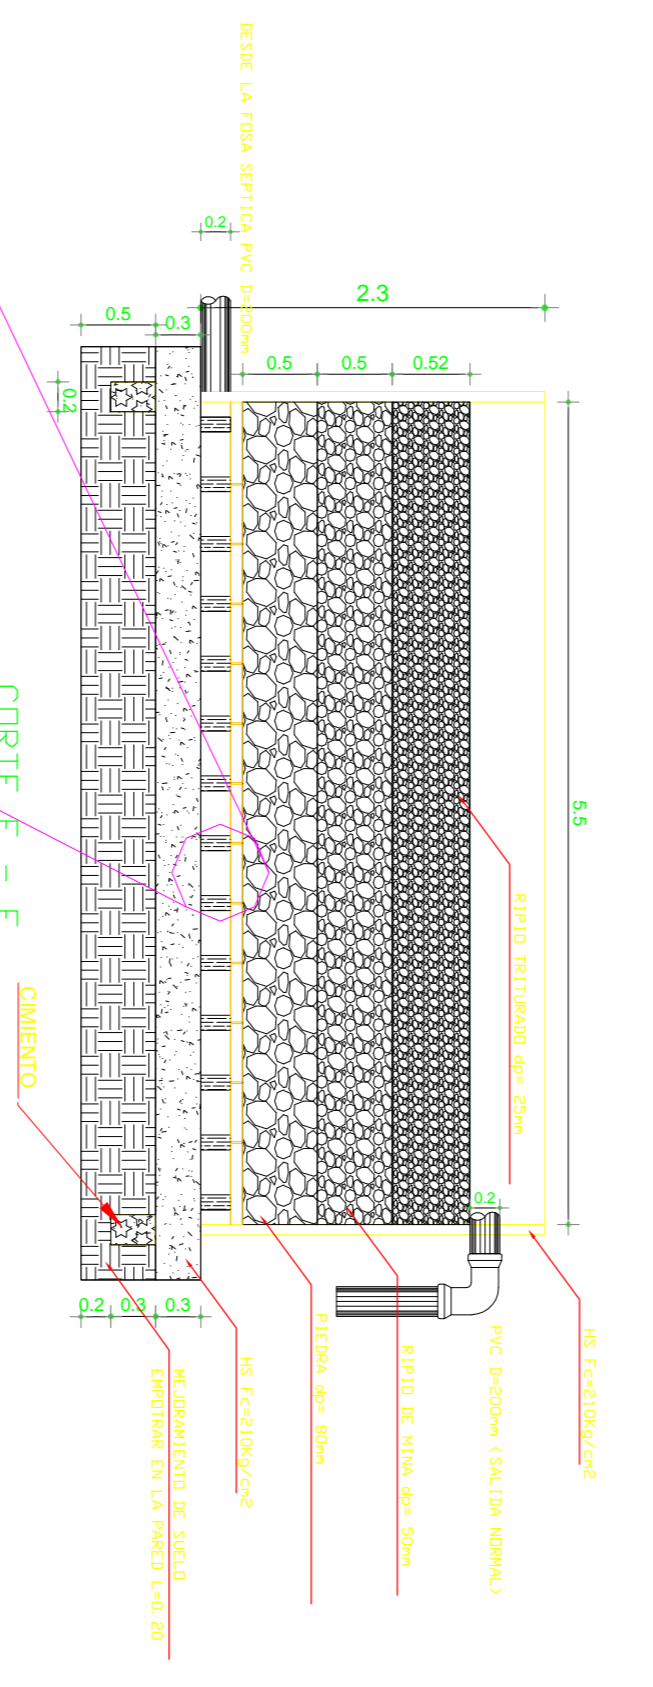 2.3
0.2
DESDE LA FOSA SEPTICA PVC D=200mm
0.5
0.3
0.5
0.5
0.52
0.2
5.5
RIPIO TRITURADO dp= 25mm
CORTE F - F
CIMIENTO
0.2
0.2
0.3
0.3
HS Fc=210Kg/cm2
PVC D=200mm (SALIDA NORMAL)
RIPIO DE MINA dp= 50mm
PIEDRA dp= 80mm
HS Fc=210Kg/cm2
MEJORAMIENTO DE SUELO
EMPOTRAR EN LA PARED L=0.20